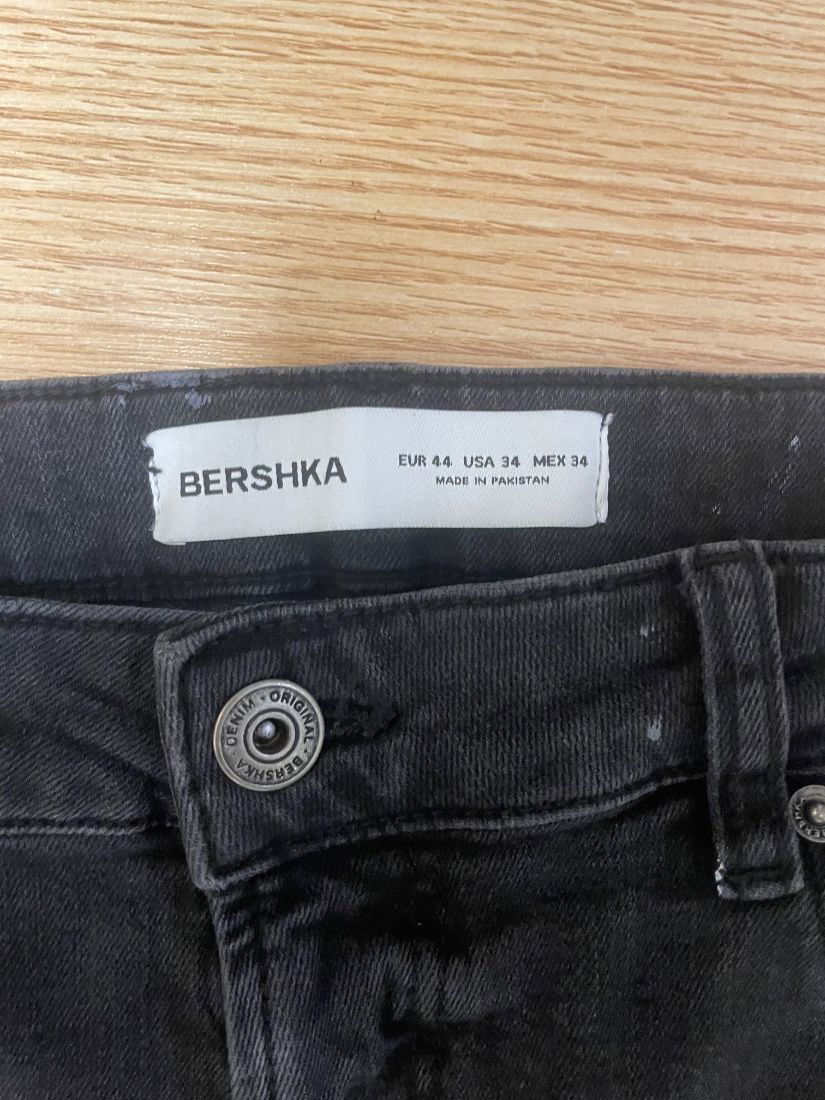 BERSHKA
EUR 44 USA 34 MEX 34
MADE IN PAKISTAN
DENIM · ORIGINAL · BERSHKA ·